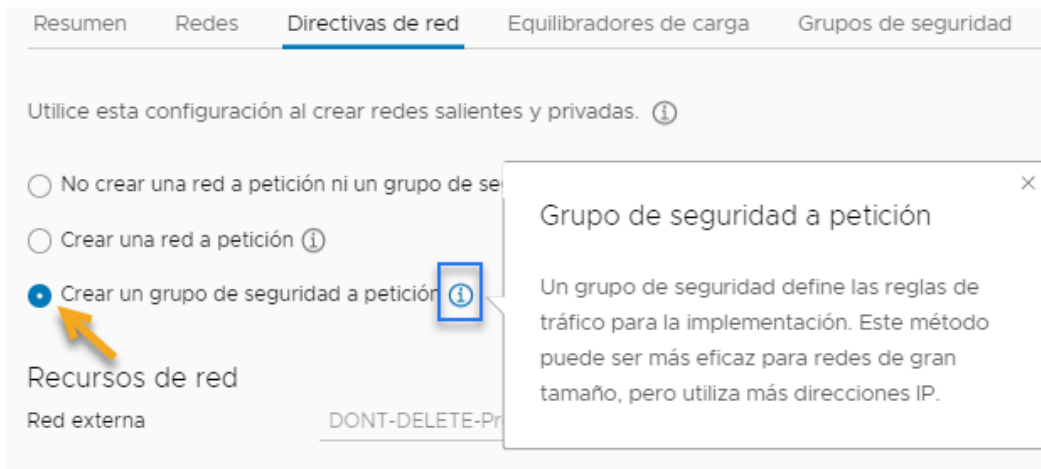 Resumen Redes Directivas de red Equilibradores de carga Grupos de seguridad
Utilice esta configuración al crear redes salientes y privadas.
No crear una red a petición ni un grupo de
Crear una red a petición
Crear un grupo de seguridad a petición
Grupo de seguridad a petición
Un grupo de seguridad define las reglas de
tráfico para la implementación. Este método
puede ser más eficaz para redes de gran
tamaño, pero utiliza más direcciones IP.
Recursos de red
Red externa
DONT-DELETE-